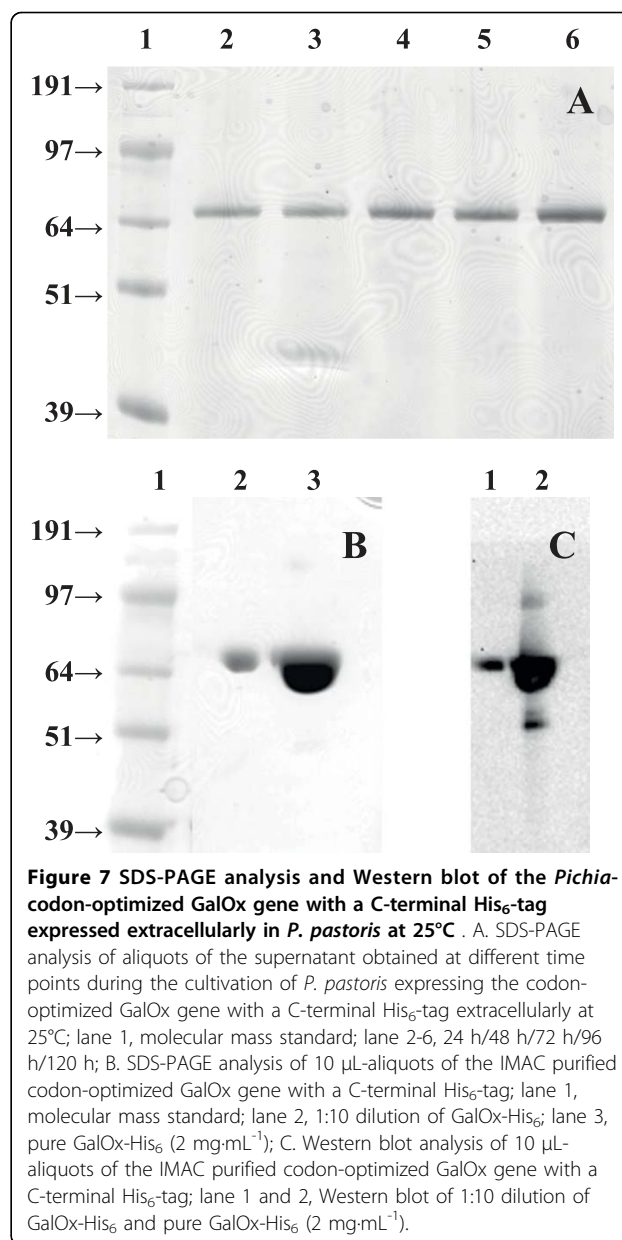 1 2 3 4 5 6
191→
A
97→
64→
51→
39→
1 2 3
1 2
191→
B
C
97→
64→
51→
39→
Figure 7 SDS-PAGE analysis and Western blot of the Pichia-
codon-optimized GalOx gene with a C-terminal His₆-tag
expressed extracellularly in P. pastoris at 25°C . A. SDS-PAGE
analysis of aliquots of the supernatant obtained at different time
points during the cultivation of P. pastoris expressing the codon-
optimized GalOx gene with a C-terminal His₆-tag extracellularly at
25°C; lane 1, molecular mass standard; lane 2-6, 24 h/48 h/72 h/96
h/120 h; B. SDS-PAGE analysis of 10 μL-aliquots of the IMAC purified
codon-optimized GalOx gene with a C-terminal His₆-tag; lane 1,
molecular mass standard; lane 2, 1:10 dilution of GalOx-His₆; lane 3,
pure GalOx-His₆ (2 mg·mL⁻¹); C. Western blot analysis of 10 μL-
aliquots of the IMAC purified codon-optimized GalOx gene with a
C-terminal His₆-tag; lane 1 and 2, Western blot of 1:10 dilution of
GalOx-His₆ and pure GalOx-His₆ (2 mg·mL⁻¹).